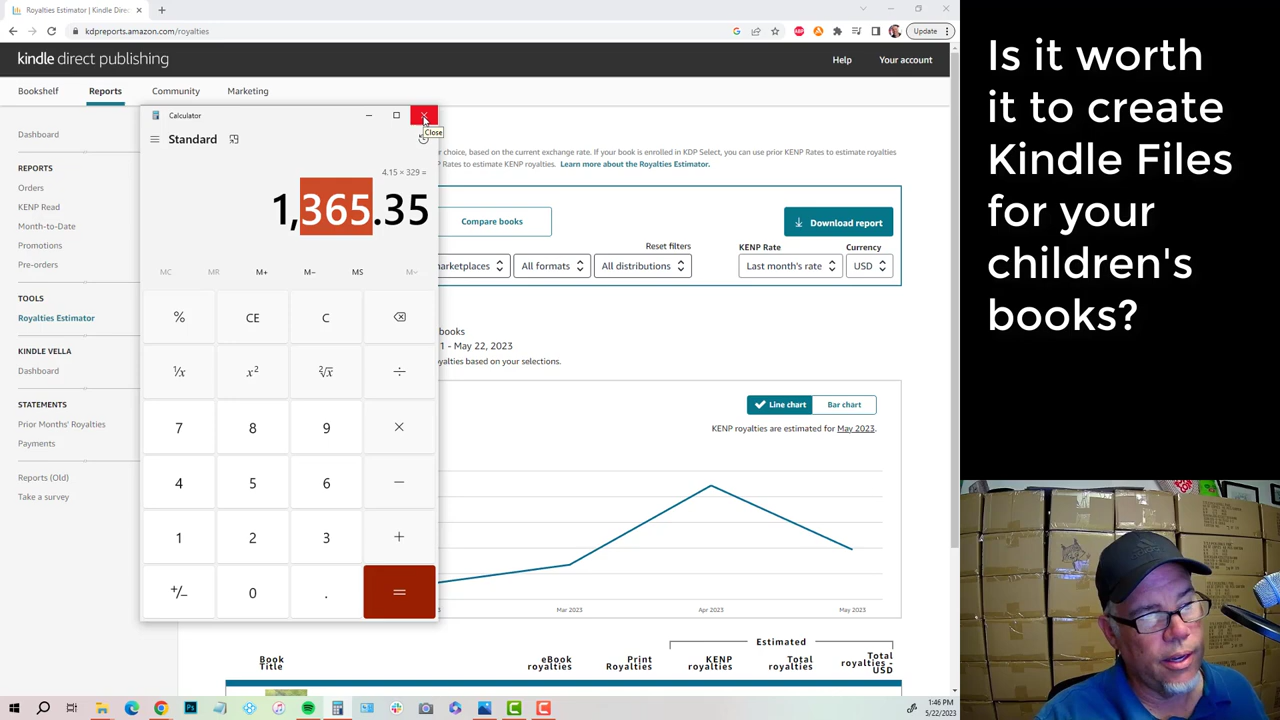 Royalties Estimator | Kindle Direc
kdpreports.amazon.com/royalties
Update
kindle direct publishing
Help
Your account
Bookshelf
Reports
Community
Marketing
Dashboard
REPORTS
Orders
KENP Read
Month-to-Date
Promotions
Pre-orders
TOOLS
Royalties Estimator
KINDLE VELLA
Dashboard
STATEMENTS
Prior Months' Royalties
Payments
Reports (Old)
Take a survey
Calculator
Close
Standard
4.15 × 329 =
1,365.35
MC MR M+ M− MS M
% CE C
¹/x x² ²√x ÷
7 8 9 ×
4 5 6 −
1 2 3 +
+/− 0 . =
choice, based on the current exchange rate. If your book is enrolled in KDP Select, you can use prior KENP Rates to estimate royalties
KENP Rates to estimate KENP royalties. Learn more about the Royalties Estimator.
Compare books
Download report
Reset filters
KENP Rate
Currency
arketplaces
All formats
All distributions
Last month's rate
USD
books
1 - May 22, 2023
yalties based on your selections.
Line chart
Bar chart
KENP royalties are estimated for May 2023.
Mar 2023
Apr 2023
May 2023
Estimated
Book
Title
eBook
royalties
Print
Royalties
KENP
royalties
Total
royalties
Total
royalties -
USD
1:46 PM
5/22/2023
Is it worth
it to create
Kindle Files
for your
children's
books?